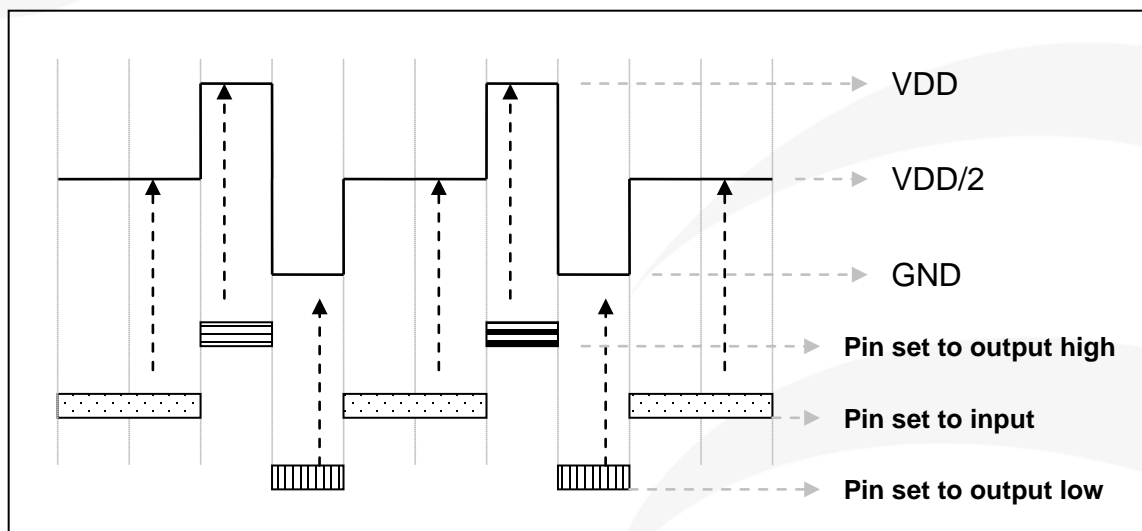 VDD
VDD/2
GND
Pin set to output high
Pin set to input
Pin set to output low